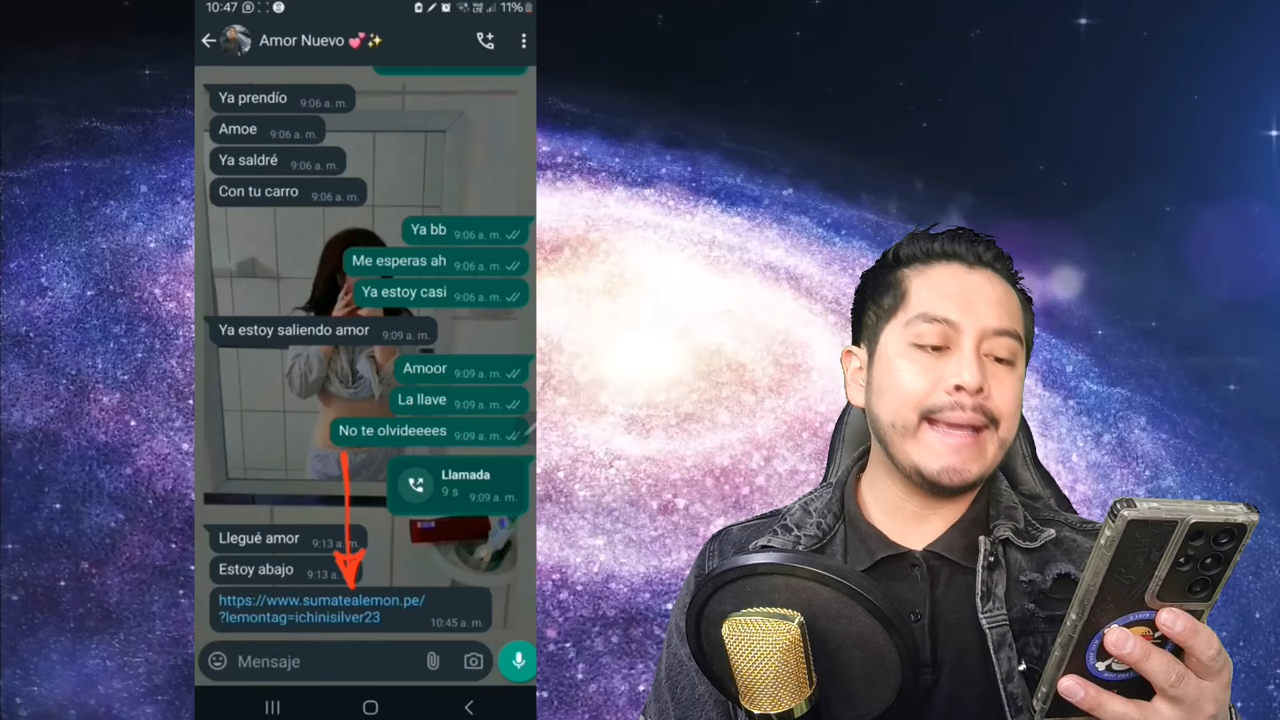 10:47
11%
Amor Nuevo 💕✨
Ya prendío 9:06 a. m.
Amoe 9:06 a. m.
Ya saldré 9:06 a. m.
Con tu carro 9:06 a. m.
Ya bb 9:06 a. m.
Me esperas ah 9:06 a. m.
Ya estoy casi 9:06 a. m.
Ya estoy saliendo amor 9:09 a. m.
Amoor 9:09 a. m.
La llave 9:09 a. m.
No te olvideeees 9:09 a. m.
Llamada
9 s 9:09 a. m.
Llegué amor 9:13 a. m.
Estoy abajo 9:13 a.
https://www.sumatealemon.pe/
?lemontag=ichinisilver23 10:45 a. m.
Mensaje